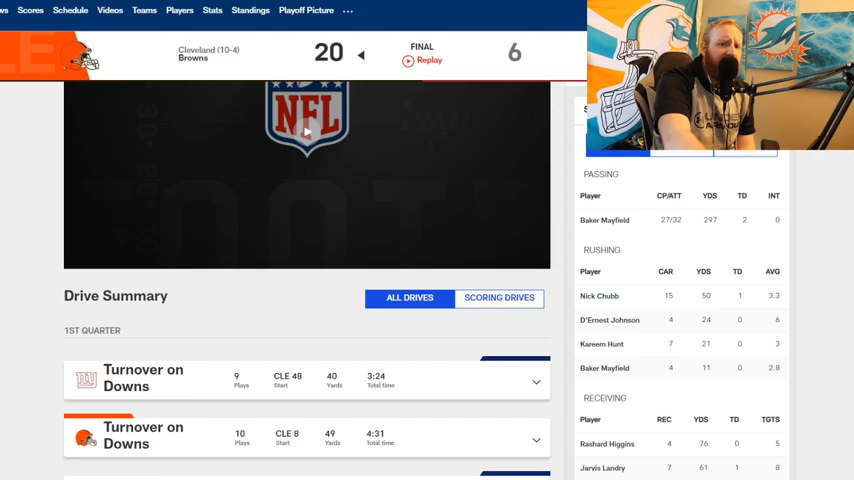 ws Scores Schedule Videos Teams Players Stats Standings Playoff Picture ...
Cleveland (10-4)
Browns
20
FINAL
Replay
6
NFL
UNDER ARMOUR
S
PASSING
Player CP/ATT YDS TD INT
Baker Mayfield 27/32 297 2 0
RUSHING
Player CAR YDS TD AVG
Nick Chubb 15 50 1 3.3
D'Ernest Johnson 4 24 0 6
Kareem Hunt 7 21 0 3
Baker Mayfield 4 11 0 2.8
RECEIVING
Player REC YDS TD TGTS
Rashard Higgins 4 76 0 5
Jarvis Landry 7 61 1 8
Drive Summary
ALL DRIVES SCORING DRIVES
1ST QUARTER
ny
Turnover on
Downs
9 CLE 48 40 3:24
Plays Start Yards Total time
Turnover on
Downs
10 CLE 8 49 4:31
Plays Start Yards Total time